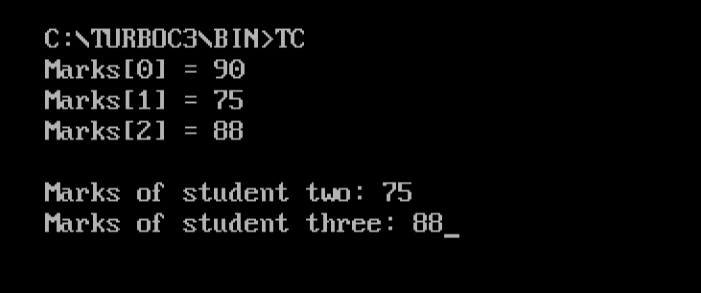 C:\TURBOC3\BIN>TC
Marks[0] = 90
Marks[1] = 75
Marks[2] = 88
Marks of student two: 75
Marks of student three: 88_